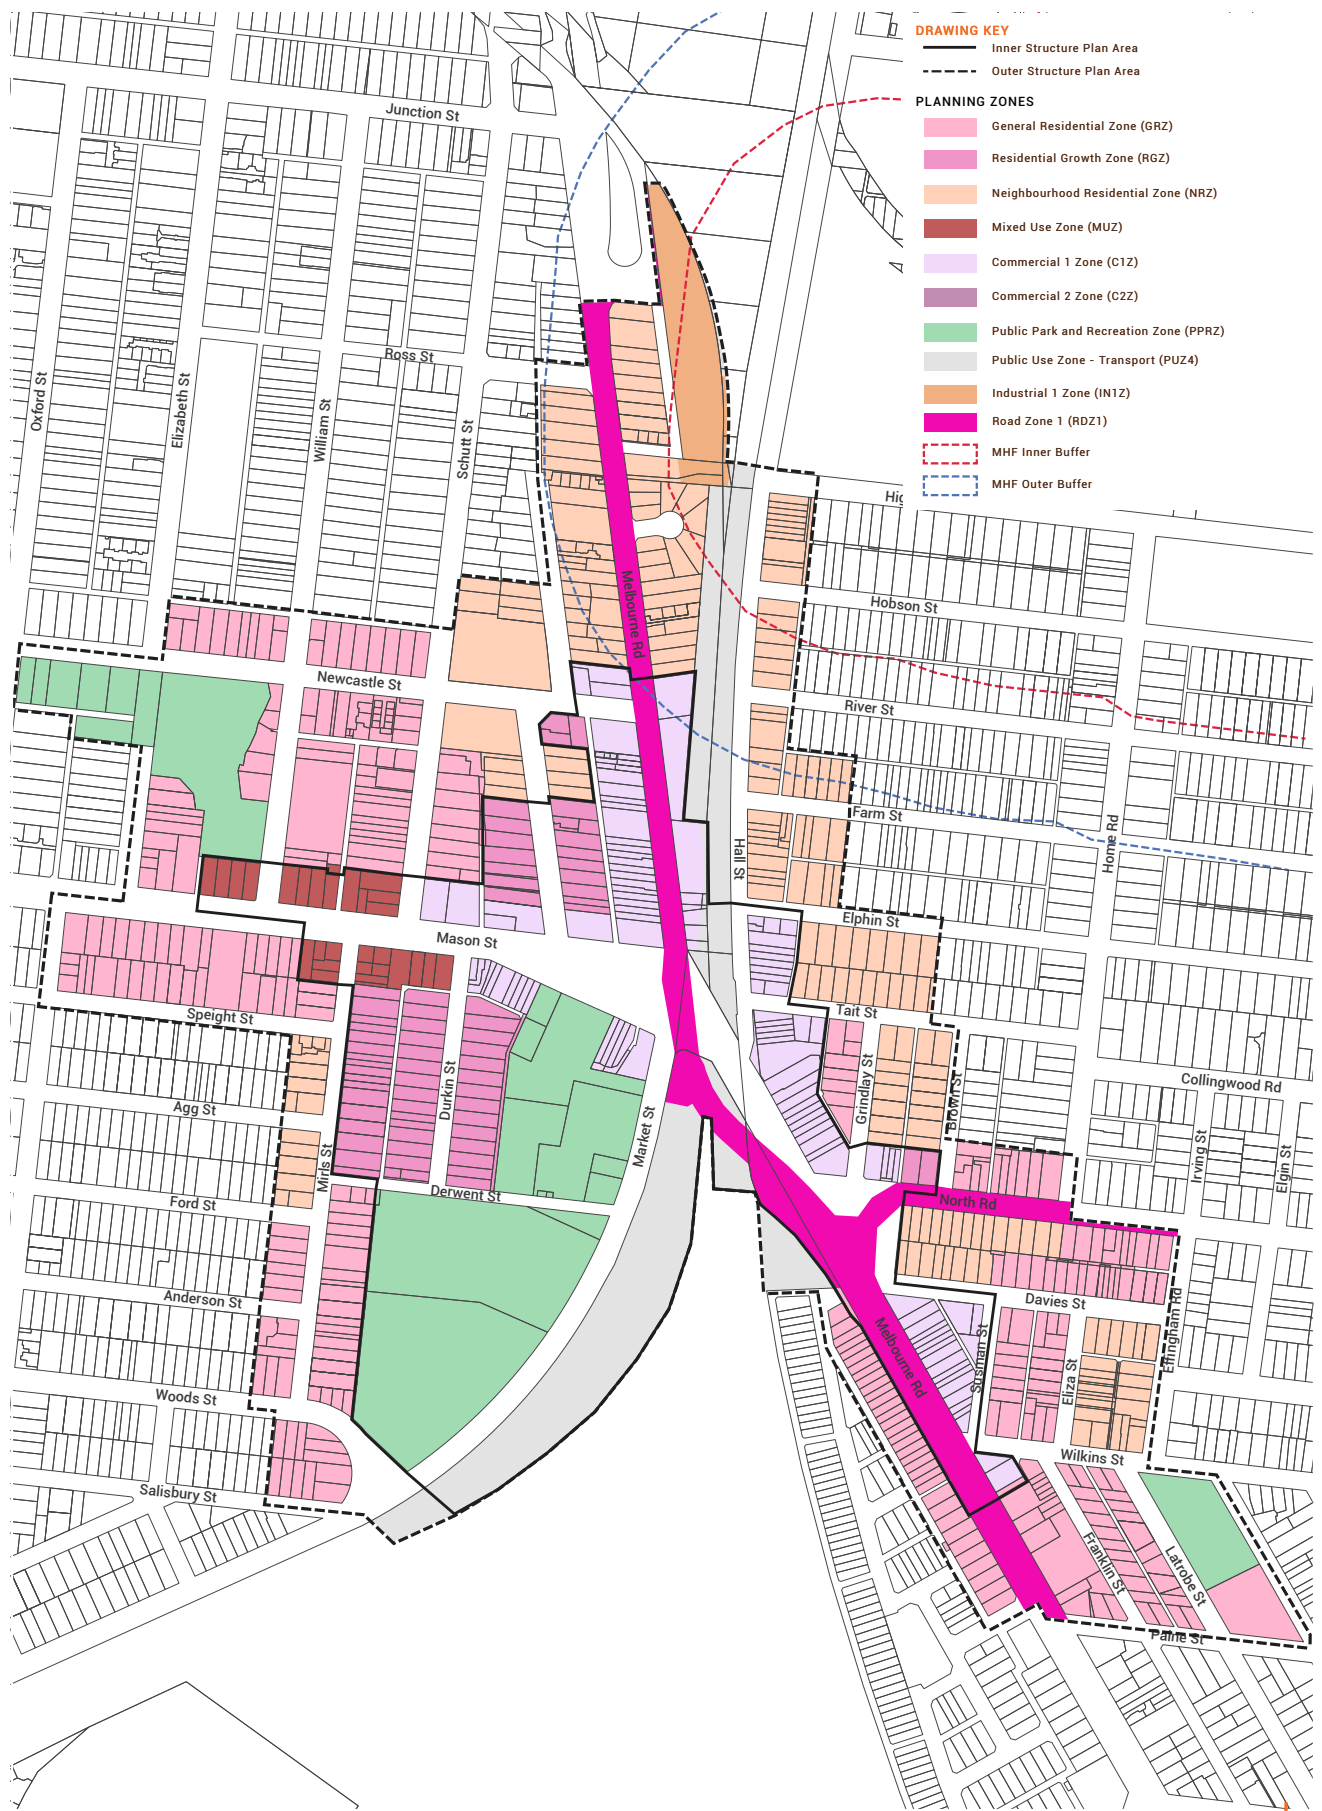 DRAWING KEY
Inner Structure Plan Area
Outer Structure Plan Area
PLANNING ZONES
General Residential Zone (GRZ)
Residential Growth Zone (RGZ)
Neighbourhood Residential Zone (NRZ)
Mixed Use Zone (MUZ)
Commercial 1 Zone (C1Z)
Commercial 2 Zone (C2Z)
Public Park and Recreation Zone (PPRZ)
Public Use Zone - Transport (PUZ4)
Industrial 1 Zone (IN1Z)
Road Zone 1 (RDZ1)
MHF Inner Buffer
MHF Outer Buffer
Junction St
Ross St
Oxford St
Elizabeth St
William St
Schutt St
Hig
Melbourne Rd
Hobson St
Newcastle St
River St
Farm St
Home Rd
Hall St
Elphin St
Mason St
Tait St
Speight St
Grindlay St
Brown St
Collingwood Rd
Durkin St
Agg St
Market St
Mirls St
Irving St
Elgin St
Derwent St
Ford St
North Rd
Anderson St
Davies St
Effingham Rd
Melbourne Rd
Susman St
Eliza St
Woods St
Wilkins St
Salisbury St
Franklin St
Latrobe St
Paine St